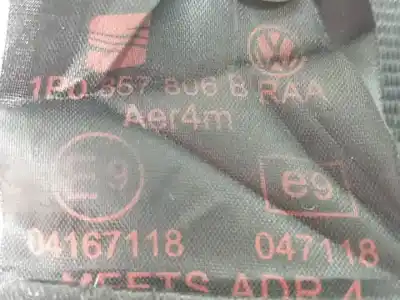 1P0 857 806 B RAA
Aer4m
E9 e9
04167118 047118
MEETS ADR 4